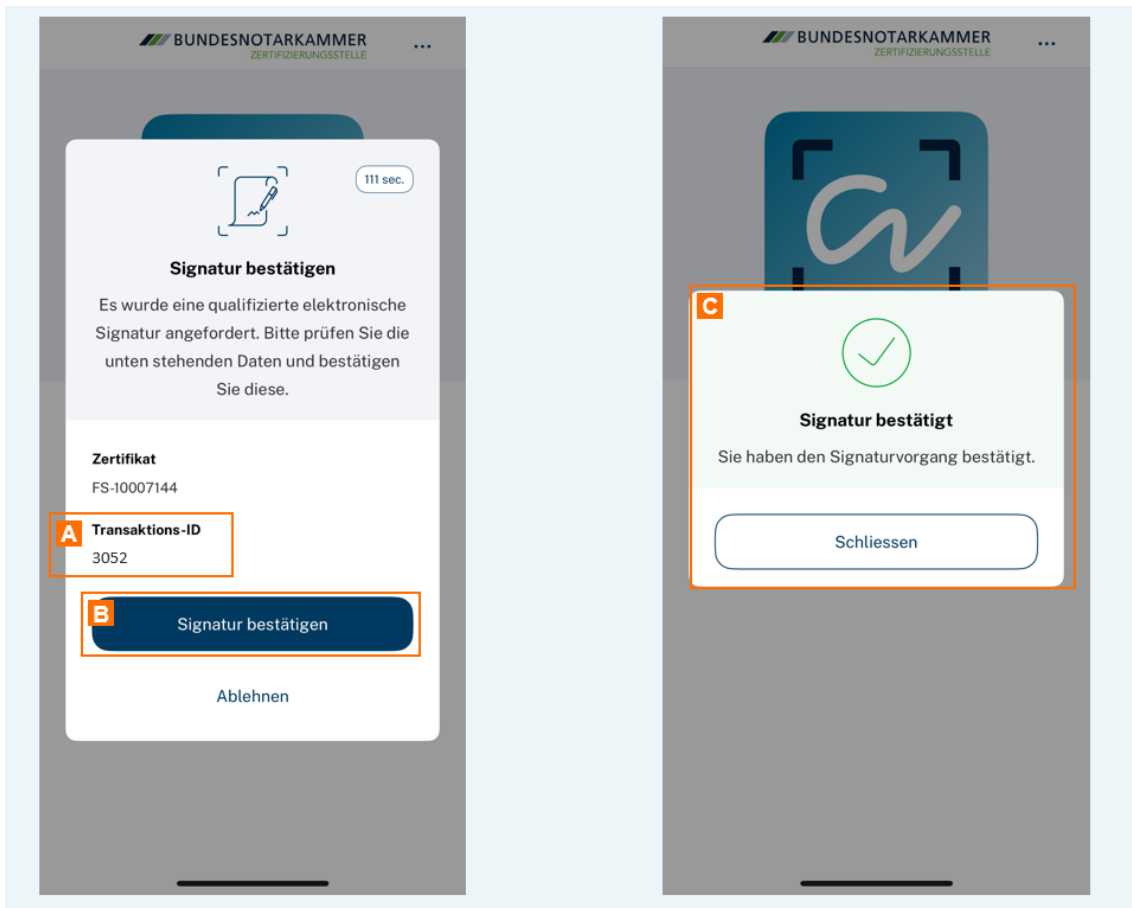 BUNDESNOTARKAMMER
ZERTIFIZIERUNGSSTELLE
...
111 sec.
Signatur bestätigen
Es wurde eine qualifizierte elektronische
Signatur angefordert. Bitte prüfen Sie die
unten stehenden Daten und bestätigen
Sie diese.
Zertifikat
FS-10007144
A
Transaktions-ID
3052
B
Signatur bestätigen
Ablehnen
BUNDESNOTARKAMMER
ZERTIFIZIERUNGSSTELLE
...
C
Signatur bestätigt
Sie haben den Signaturvorgang bestätigt.
Schliessen